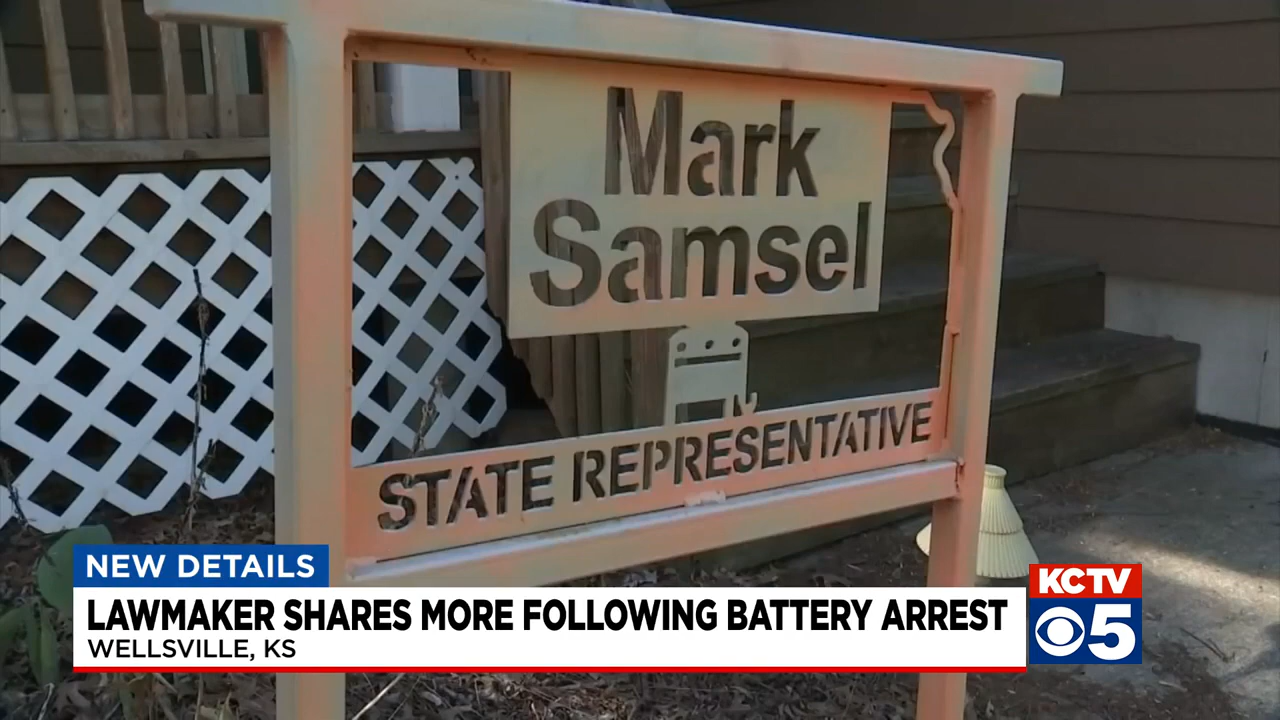 Mark
Samsel
STATE REPRESENTATIVE
NEW DETAILS
LAWMAKER SHARES MORE FOLLOWING BATTERY ARREST
WELLSVILLE, KS
KCTV
5